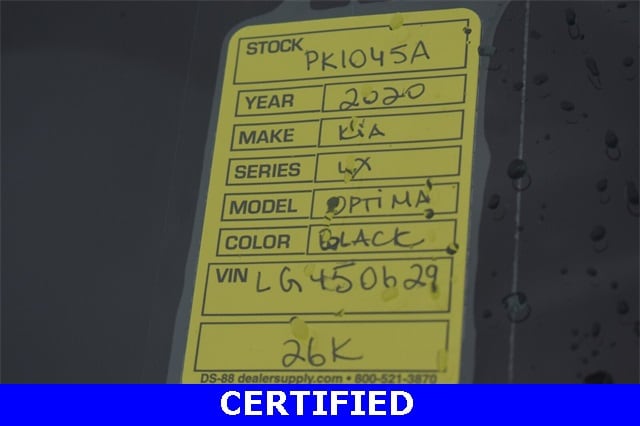 STOCK PK1045A
YEAR 2020
MAKE KiA
SERIES LX
MODEL OPTiMA
COLOR BLACK
VIN LG450629
26K
DS-88 dealersupply.com • 800-521-3870
CERTIFIED